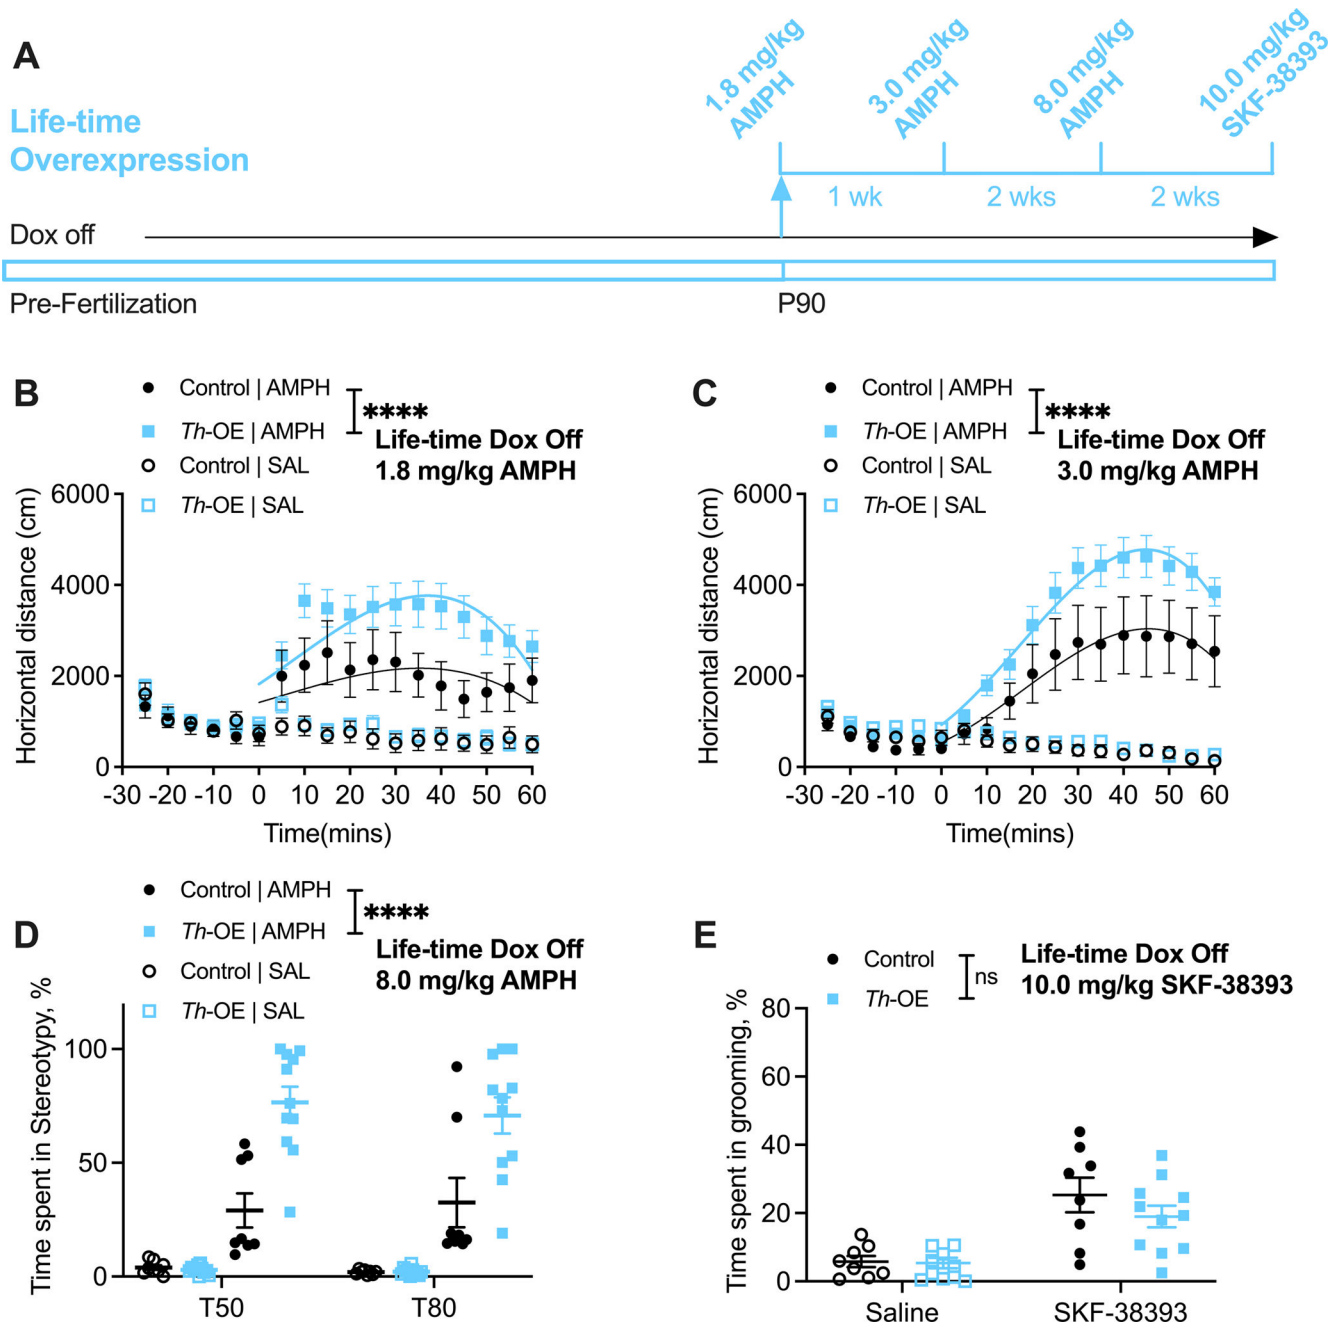 A
Life-time
Overexpression
1.8 mg/kg
AMPH
3.0 mg/kg
AMPH
8.0 mg/kg
AMPH
10.0 mg/kg
SKF-38393
1 wk
2 wks
2 wks
Dox off
Pre-Fertilization
P90
B
Control | AMPH
Th-OE | AMPH
Control | SAL
Th-OE | SAL
****
Life-time Dox Off
1.8 mg/kg AMPH
Horizontal distance (cm)
6000
4000
2000
0
-30 -20 -10 0 10 20 30 40 50 60
Time(mins)
C
Control | AMPH
Th-OE | AMPH
Control | SAL
Th-OE | SAL
****
Life-time Dox Off
3.0 mg/kg AMPH
Horizontal distance (cm)
6000
4000
2000
0
-30 -20 -10 0 10 20 30 40 50 60
Time(mins)
D
Control | AMPH
Th-OE | AMPH
Control | SAL
Th-OE | SAL
****
Life-time Dox Off
8.0 mg/kg AMPH
Time spent in Stereotypy, %
100
50
0
T50 T80
E
Control
Th-OE
ns
Life-time Dox Off
10.0 mg/kg SKF-38393
Time spent in grooming, %
80
60
40
20
0
Saline SKF-38393